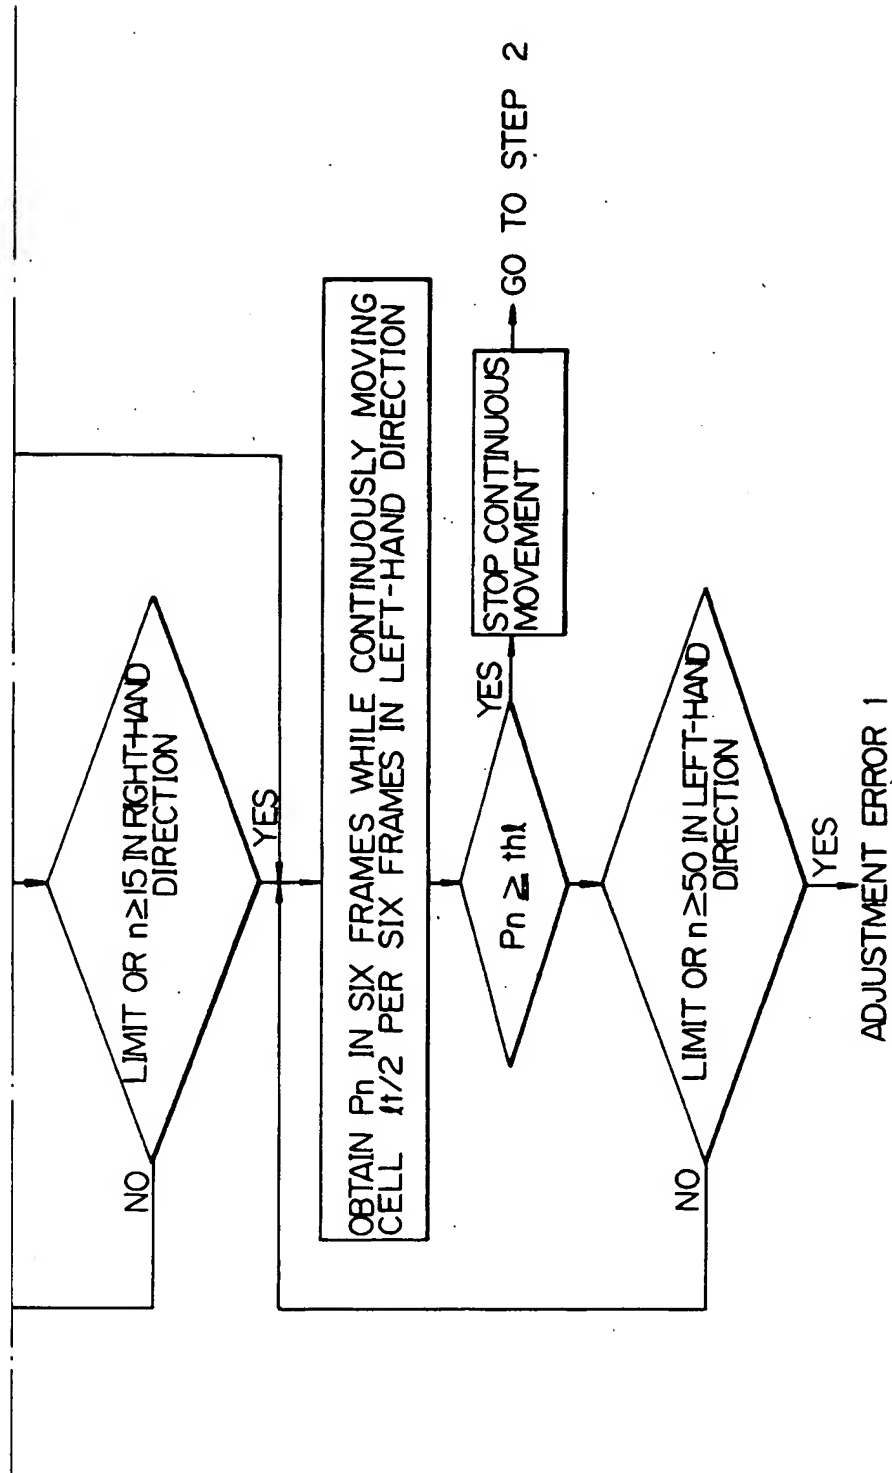 LIMIT OR n≥15 IN RIGHT-HAND
DIRECTION
NO
YES
OBTAIN Pn IN SIX FRAMES WHILE CONTINUOUSLY MOVING
CELL ℓt/2 PER SIX FRAMES IN LEFT-HAND DIRECTION
Pn ≥ thℓ
YES
STOP CONTINUOUS
MOVEMENT
GO TO STEP 2
LIMIT OR n≥50 IN LEFT-HAND
DIRECTION
NO
YES
ADJUSTMENT ERROR 1